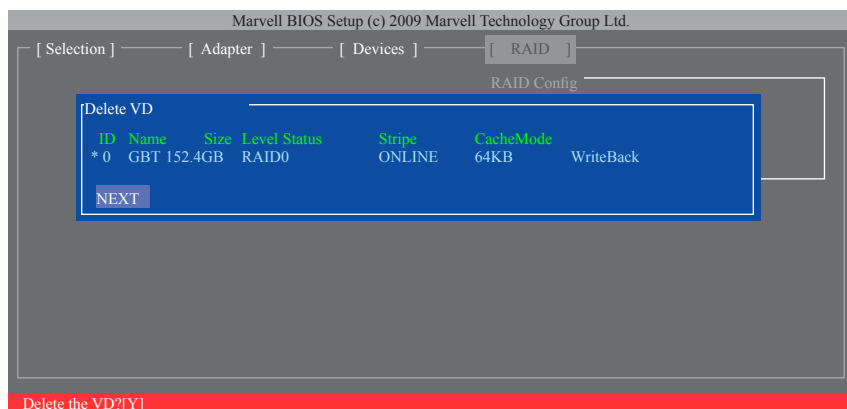 Marvell BIOS Setup (c) 2009 Marvell Technology Group Ltd.
[ Selection ] [ Adapter ] [ Devices ] [ RAID ]
RAID Config
Delete VD
ID Name Size Level Status Stripe CacheMode
* 0 GBT 152.4GB RAID0 ONLINE 64KB WriteBack
NEXT
Delete the VD?[Y]